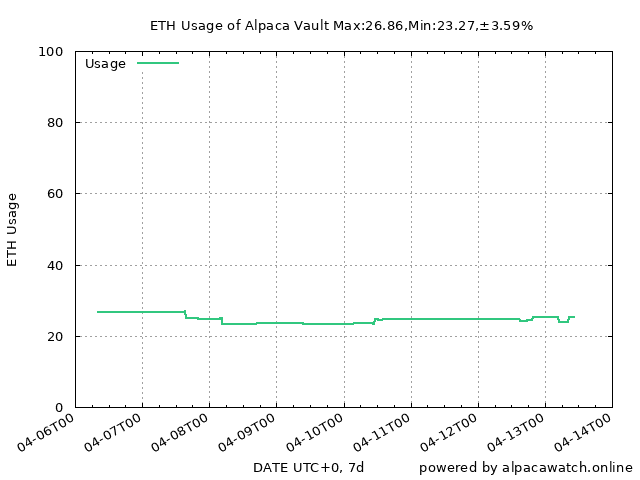 ETH Usage of Alpaca Vault Max:26.86,Min:23.27,±3.59%
Usage
100
80
60
40
20
0
ETH Usage
04-06T00
04-07T00
04-08T00
04-09T00
04-10T00
04-11T00
04-12T00
04-13T00
04-14T00
DATE UTC+0, 7d
powered by alpacawatch.online